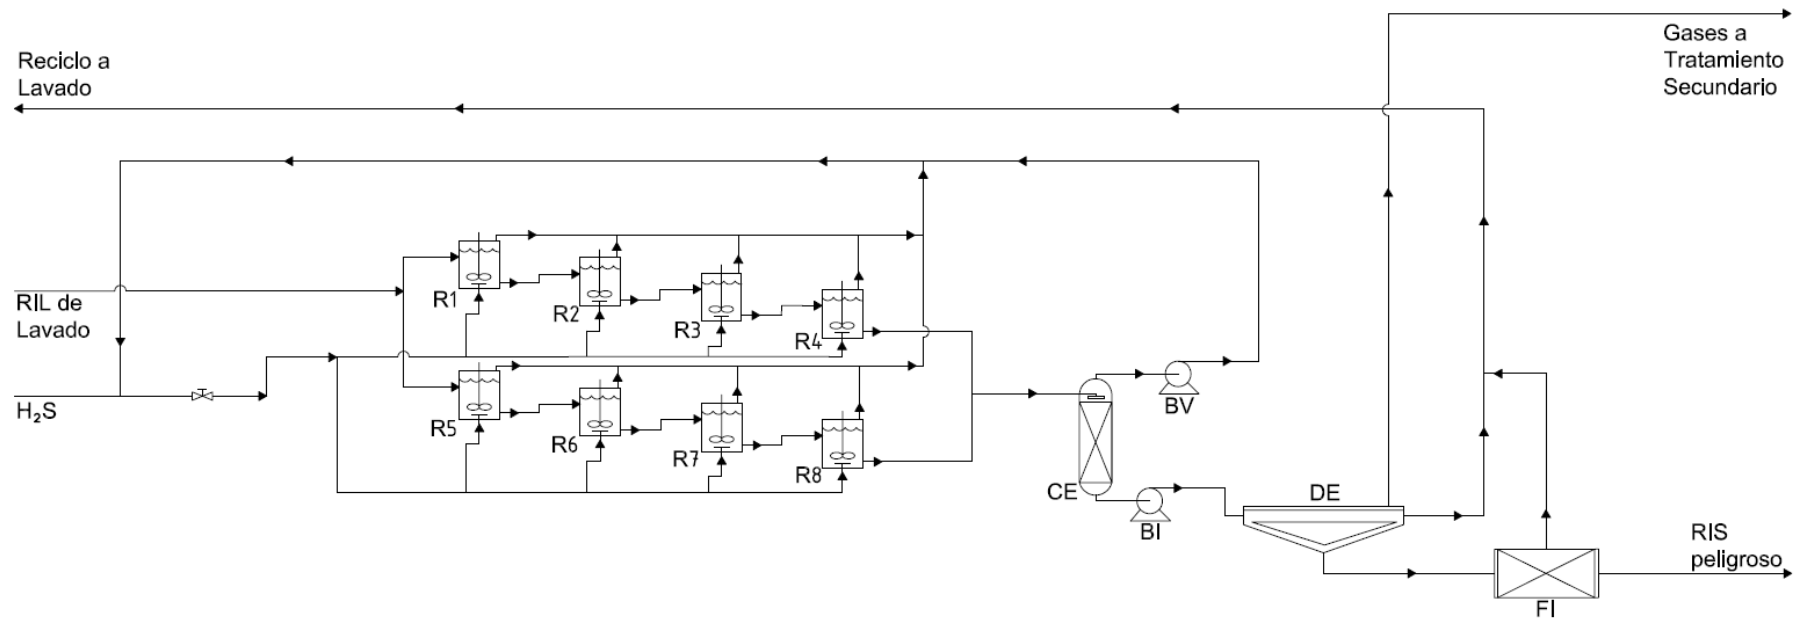 Gases a
Tratamiento
Secundario
Reciclo a
Lavado
RIL de
Lavado
H₂S
R1
R2
R3
R4
R5
R6
R7
R8
CE
BV
BI
DE
FI
RIS
peligroso